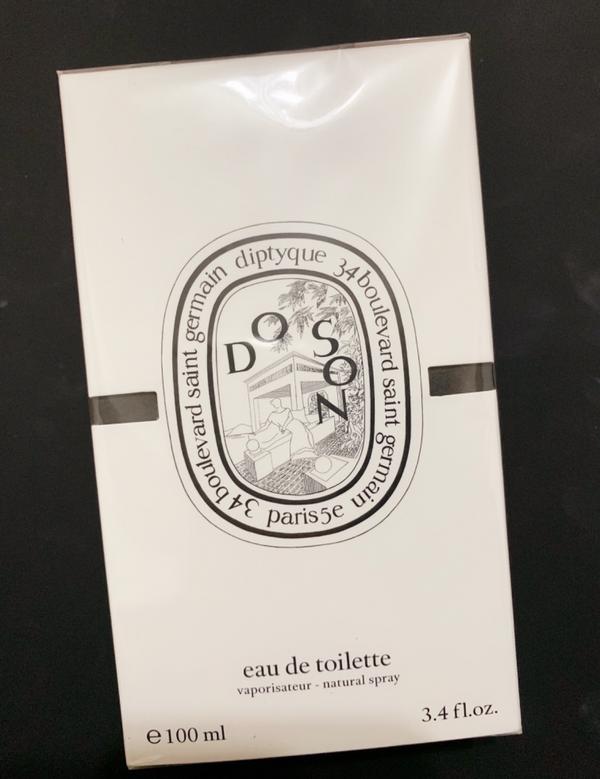 diptyque 34 boulevard saint germain paris5e 34 boulevard saint germain
DO SON
eau de toilette
vaporisateur - natural spray
℮100 ml
3.4 fl.oz.